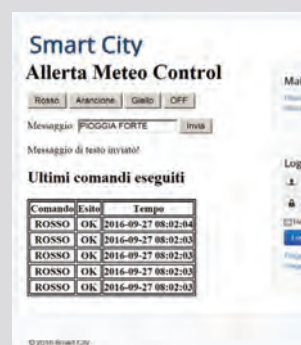 Smart City
Allerta Meteo Control
Rosso Arancione Giallo OFF
Messaggio: PIOGGIA FORTE Invia
Messaggio di testo inviato!
Ultimi comandi eseguiti
Comando Esito Tempo
ROSSO OK 2016-09-27 08:02:04
ROSSO OK 2016-09-27 08:02:03
ROSSO OK 2016-09-27 08:02:03
ROSSO OK 2016-09-27 08:02:03
ROSSO OK 2016-09-27 08:02:03
Log
© 2016 Smart City